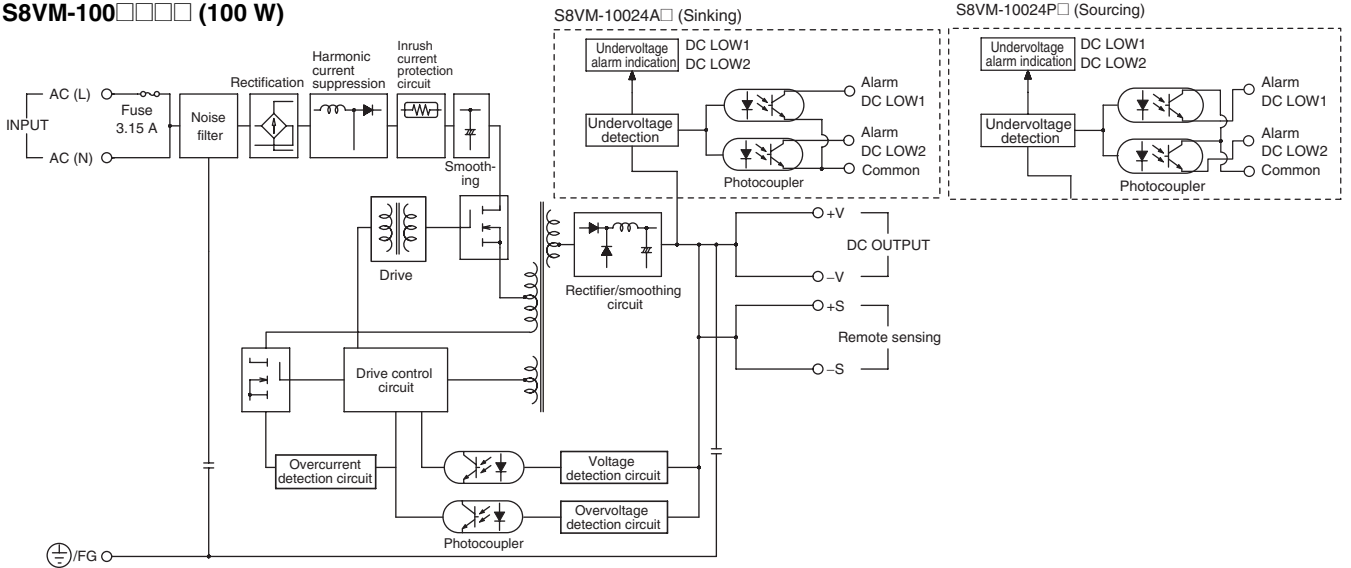 S8VM-100□□□□ (100 W)
S8VM-10024A□ (Sinking)
S8VM-10024P□ (Sourcing)
INPUT
AC (L)
AC (N)
Fuse
3.15 A
Noise
filter
Rectification
Harmonic
current
suppression
Inrush
current
protection
circuit
Smooth-
ing
Undervoltage
alarm indication
DC LOW1
DC LOW2
Undervoltage
detection
Photocoupler
Alarm
DC LOW1
Alarm
DC LOW2
Common
Undervoltage
alarm indication
DC LOW1
DC LOW2
Undervoltage
detection
Photocoupler
Alarm
DC LOW1
Alarm
DC LOW2
Common
Drive
Rectifier/smoothing
circuit
+V
DC OUTPUT
−V
+S
Remote sensing
−S
Drive control
circuit
Overcurrent
detection circuit
Voltage
detection circuit
Overvoltage
detection circuit
Photocoupler
/FG